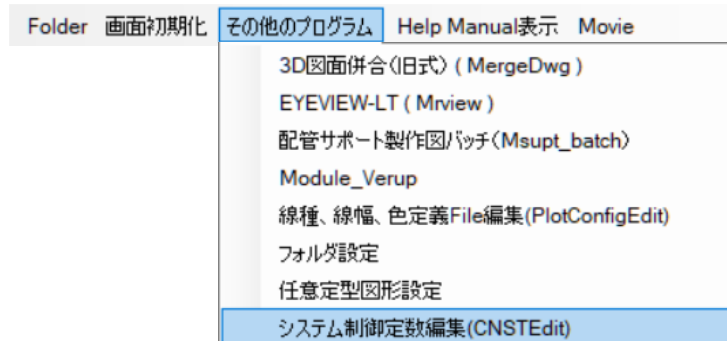 Folder 画面初期化 その他のプログラム Help Manual表示 Movie
3D図面併合(旧式) ( MergeDwg )
EYEVIEW-LT ( Mrview )
配管サポート製作図バッチ(Msupt_batch)
Module_Verup
線種、線幅、色定義File編集(PlotConfigEdit)
フォルダ設定
任意定型図形設定
システム制御定数編集(CNSTEdit)